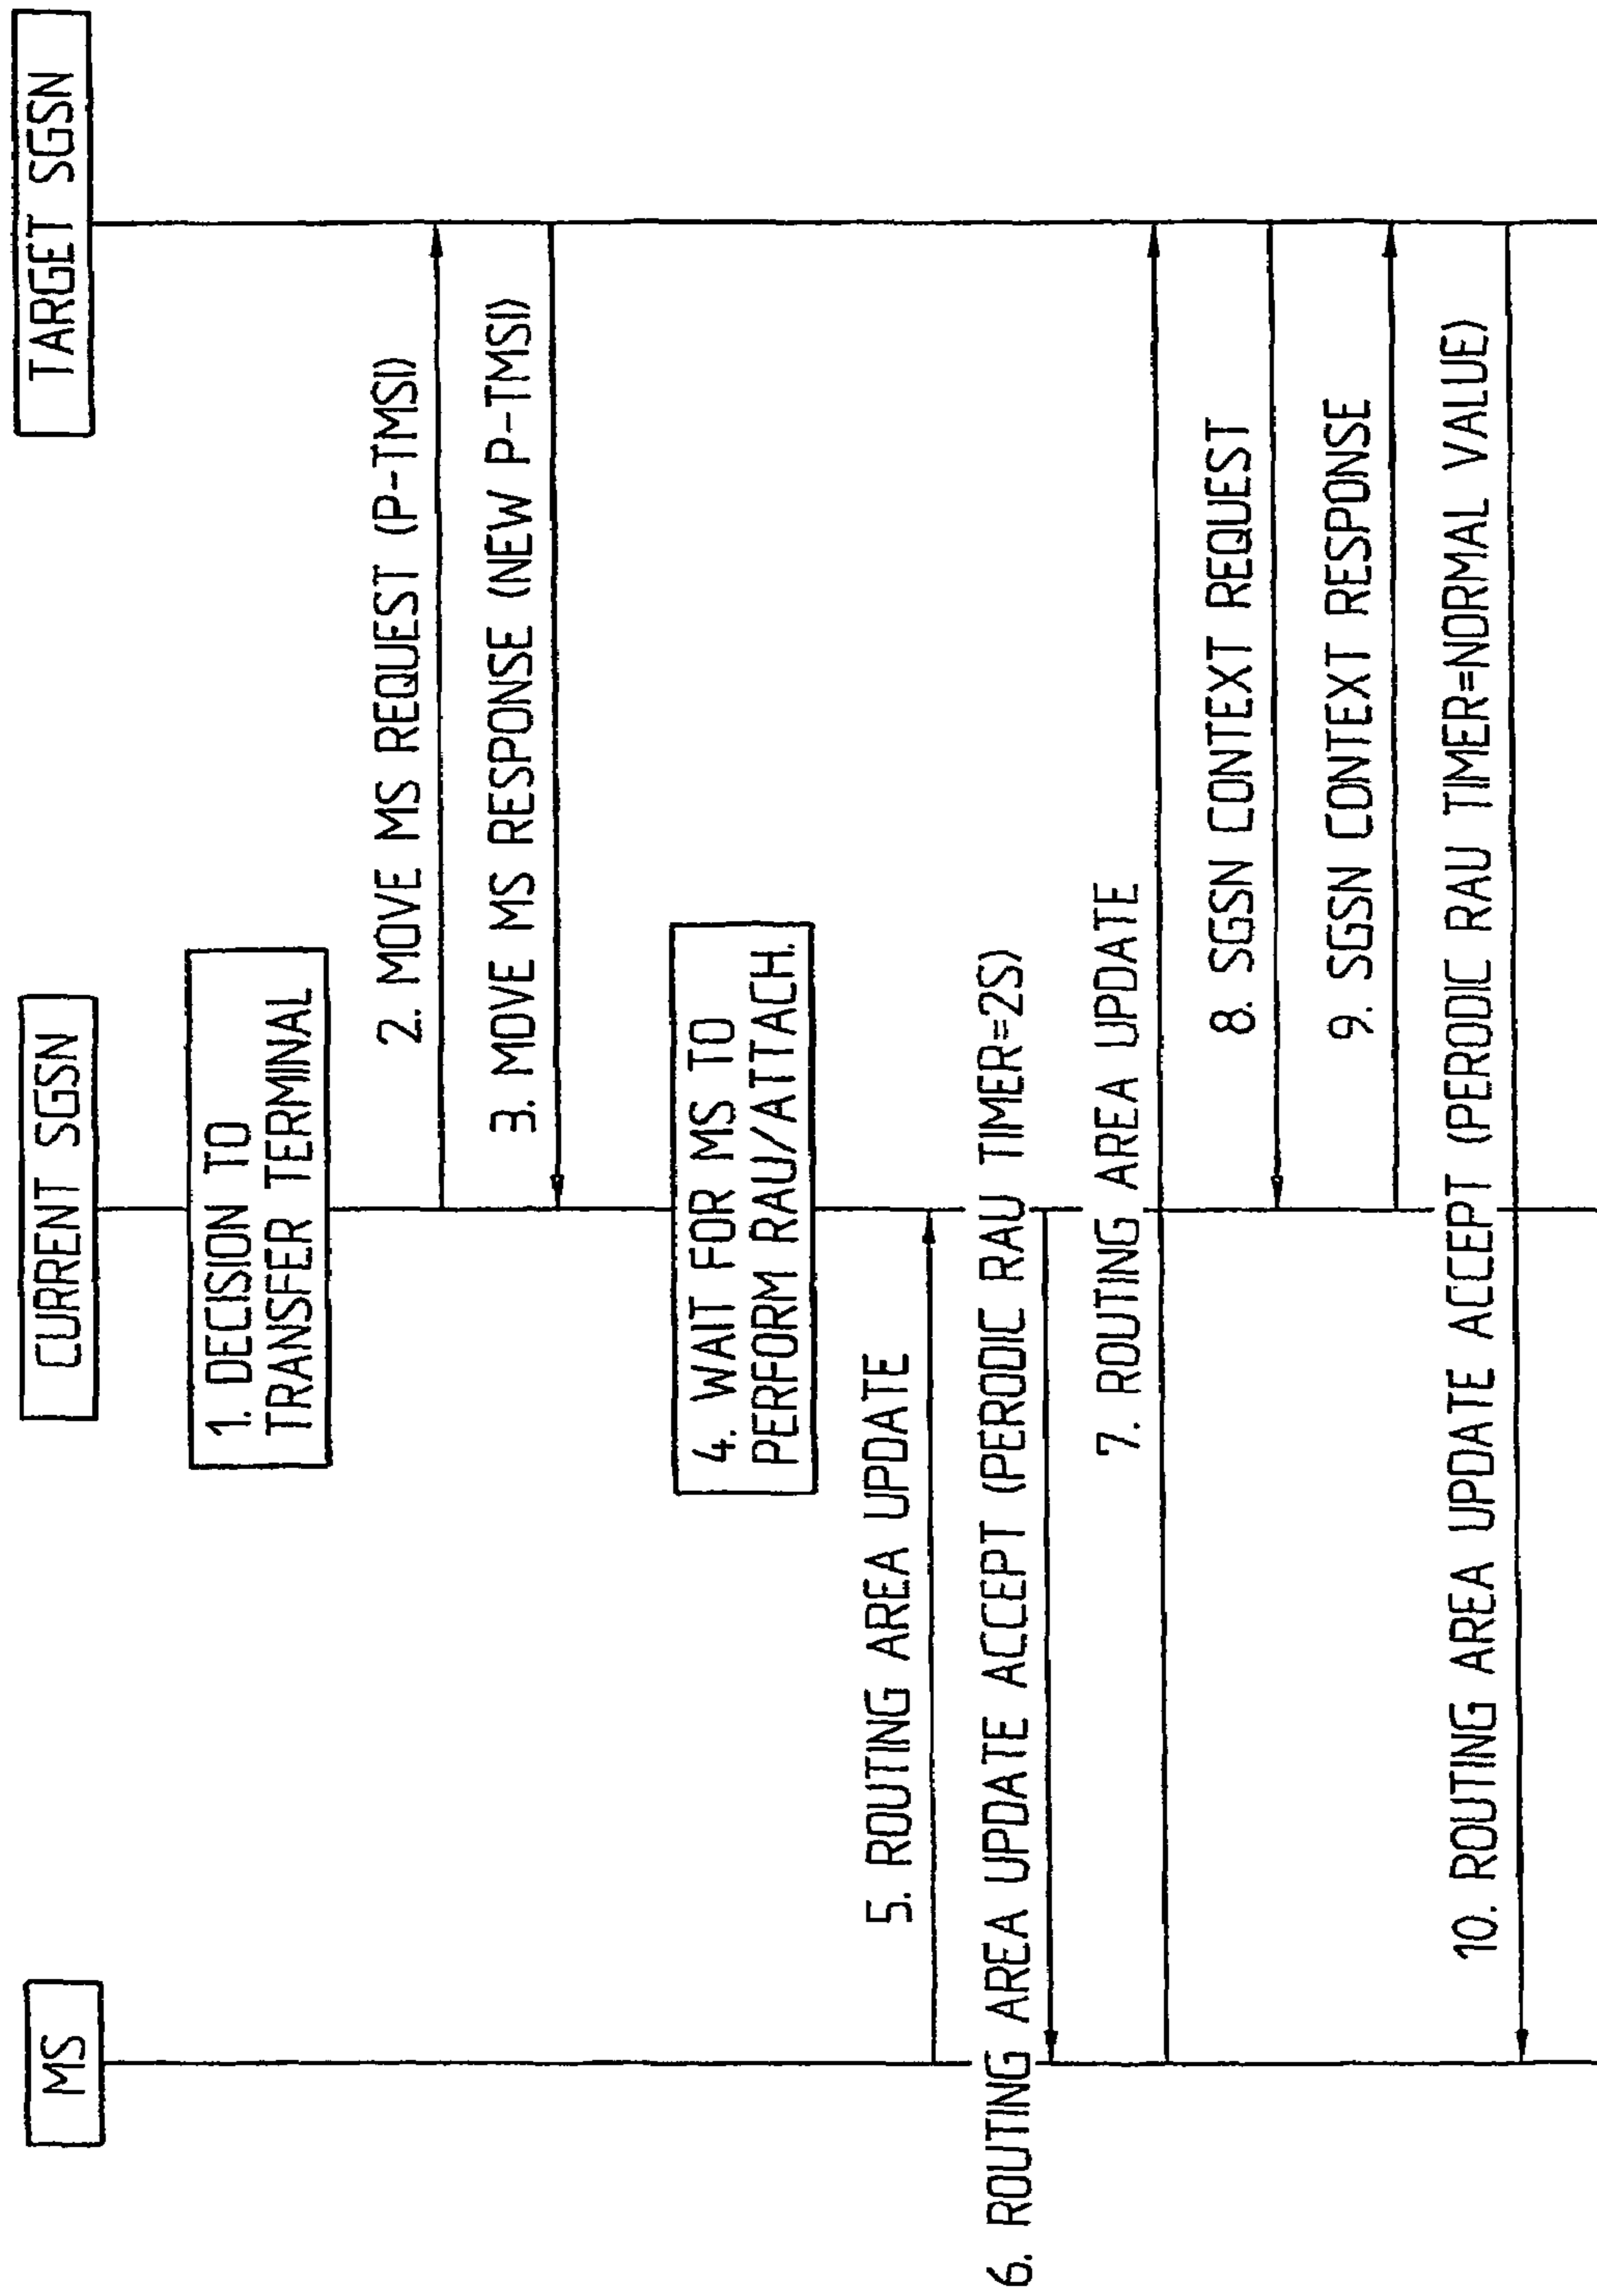 MS
CURRENT SGSN
TARGET SGSN
1. DECISION TO
TRANSFER TERMINAL
2. MOVE MS REQUEST (P-TMSI)
3. MOVE MS RESPONSE (NEW P-TMSI)
4. WAIT FOR MS TO
PERFORM RAU/ATTACH.
5. ROUTING AREA UPDATE
6. ROUTING AREA UPDATE ACCEPT (PERODIC RAU TIMER=2S)
7. ROUTING AREA UPDATE
8. SGSN CONTEXT REQUEST
9. SGSN CONTEXT RESPONSE
10. ROUTING AREA UPDATE ACCEPT (PERODIC RAU TIMER=NORMAL VALUE)